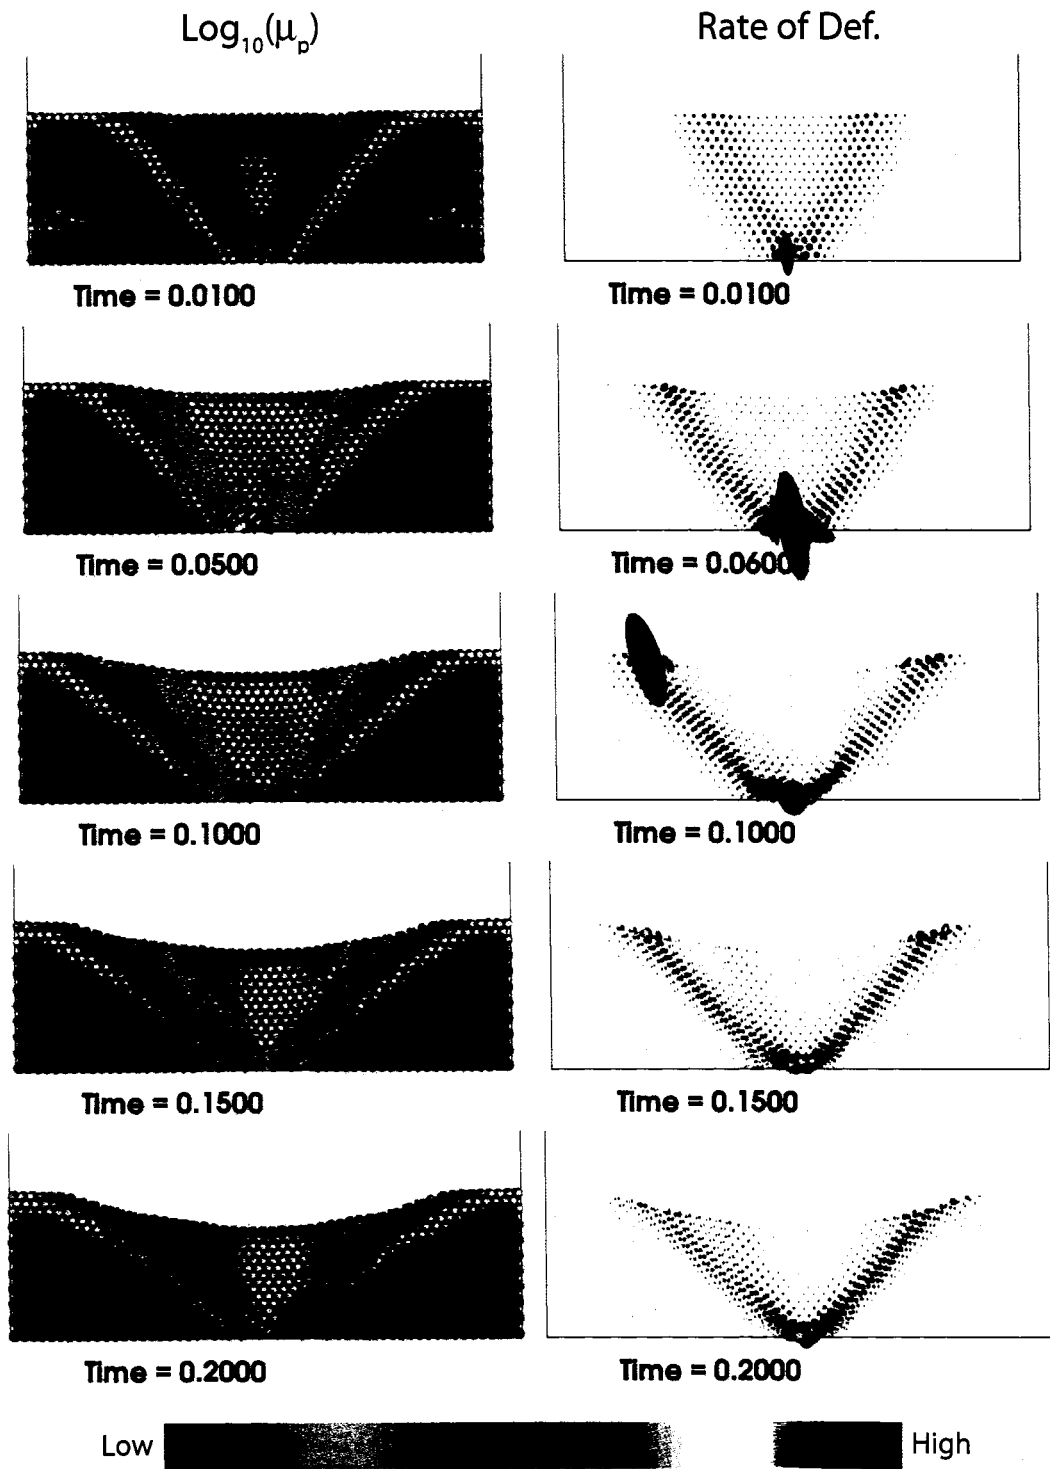 Log₁₀(μₚ) Rate of Def.
Time = 0.0100 Time = 0.0100
Time = 0.0500 Time = 0.0600
Time = 0.1000 Time = 0.1000
Time = 0.1500 Time = 0.1500
Time = 0.2000 Time = 0.2000
Low High